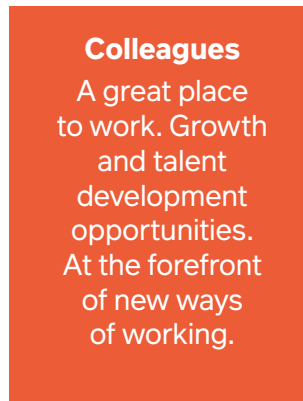 Colleagues
A great place
to work. Growth
and talent
development
opportunities.
At the forefront
of new ways
of working.